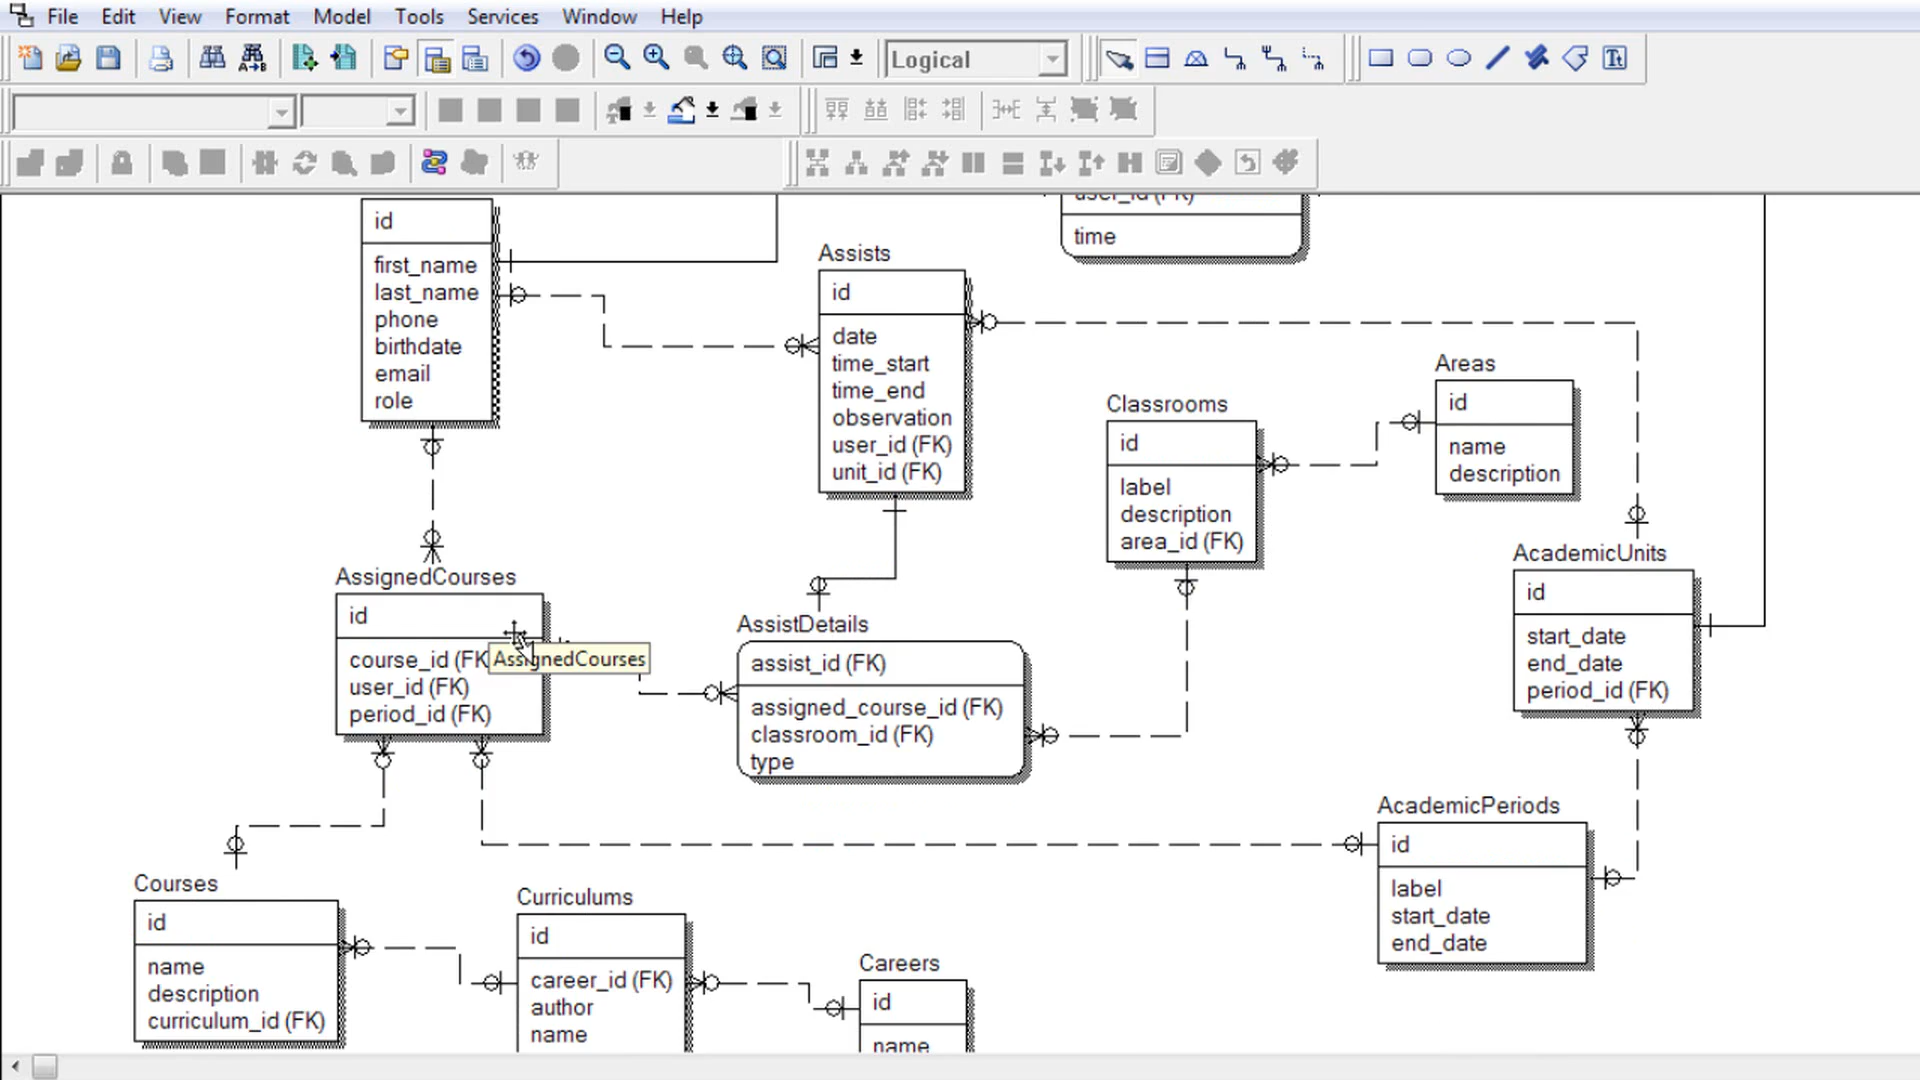 File Edit View Format Model Tools Services Window Help
Logical
id
first_name
last_name
phone
birthdate
email
role
user_id (FK)
time
Assists
id
date
time_start
time_end
observation
user_id (FK)
unit_id (FK)
Classrooms
id
label
description
area_id (FK)
Areas
id
name
description
AssignedCourses
id
course_id (FK
user_id (FK)
period_id (FK)
AssignedCourses
AssistDetails
assist_id (FK)
assigned_course_id (FK)
classroom_id (FK)
type
AcademicUnits
id
start_date
end_date
period_id (FK)
AcademicPeriods
id
label
start_date
end_date
Courses
id
name
description
curriculum_id (FK)
Curriculums
id
career_id (FK)
author
name
Careers
id
name